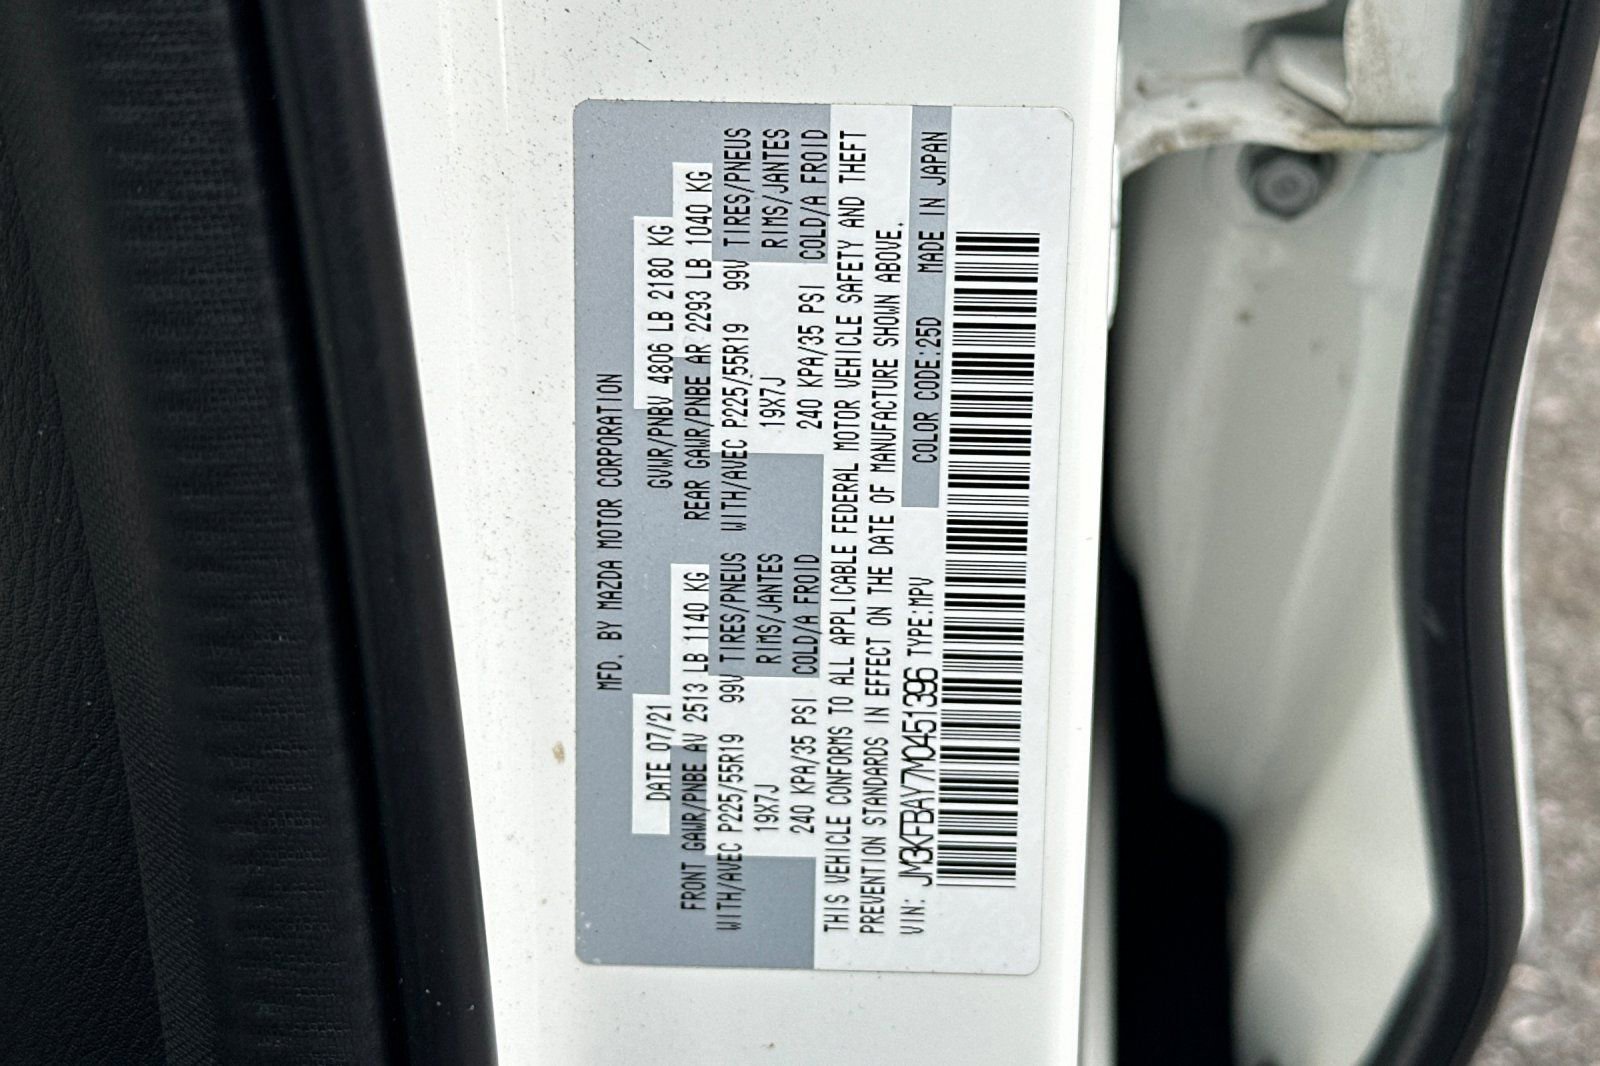 MFD. BY MAZDA MOTOR CORPORATION
DATE 07/21 GVWR/PNBV 4806 LB 2180 KG
FRONT GAWR/PNBE AV 2513 LB 1140 KG REAR GAWR/PNBE AR 2293 LB 1040 KG
WITH/AVEC P225/55R19 99V TIRES/PNEUS WITH/AVEC P225/55R19 99V TIRES/PNEUS
19X7J RIMS/JANTES 19X7J RIMS/JANTES
240 KPA/35 PSI COLD/A FROID 240 KPA/35 PSI COLD/A FROID
THIS VEHICLE CONFORMS TO ALL APPLICABLE FEDERAL MOTOR VEHICLE SAFETY AND THEFT
PREVENTION STANDARDS IN EFFECT ON THE DATE OF MANUFACTURE SHOWN ABOVE.
VIN: JM3KFBAY7M0451396 TYPE:MPV COLOR CODE:25D MADE IN JAPAN